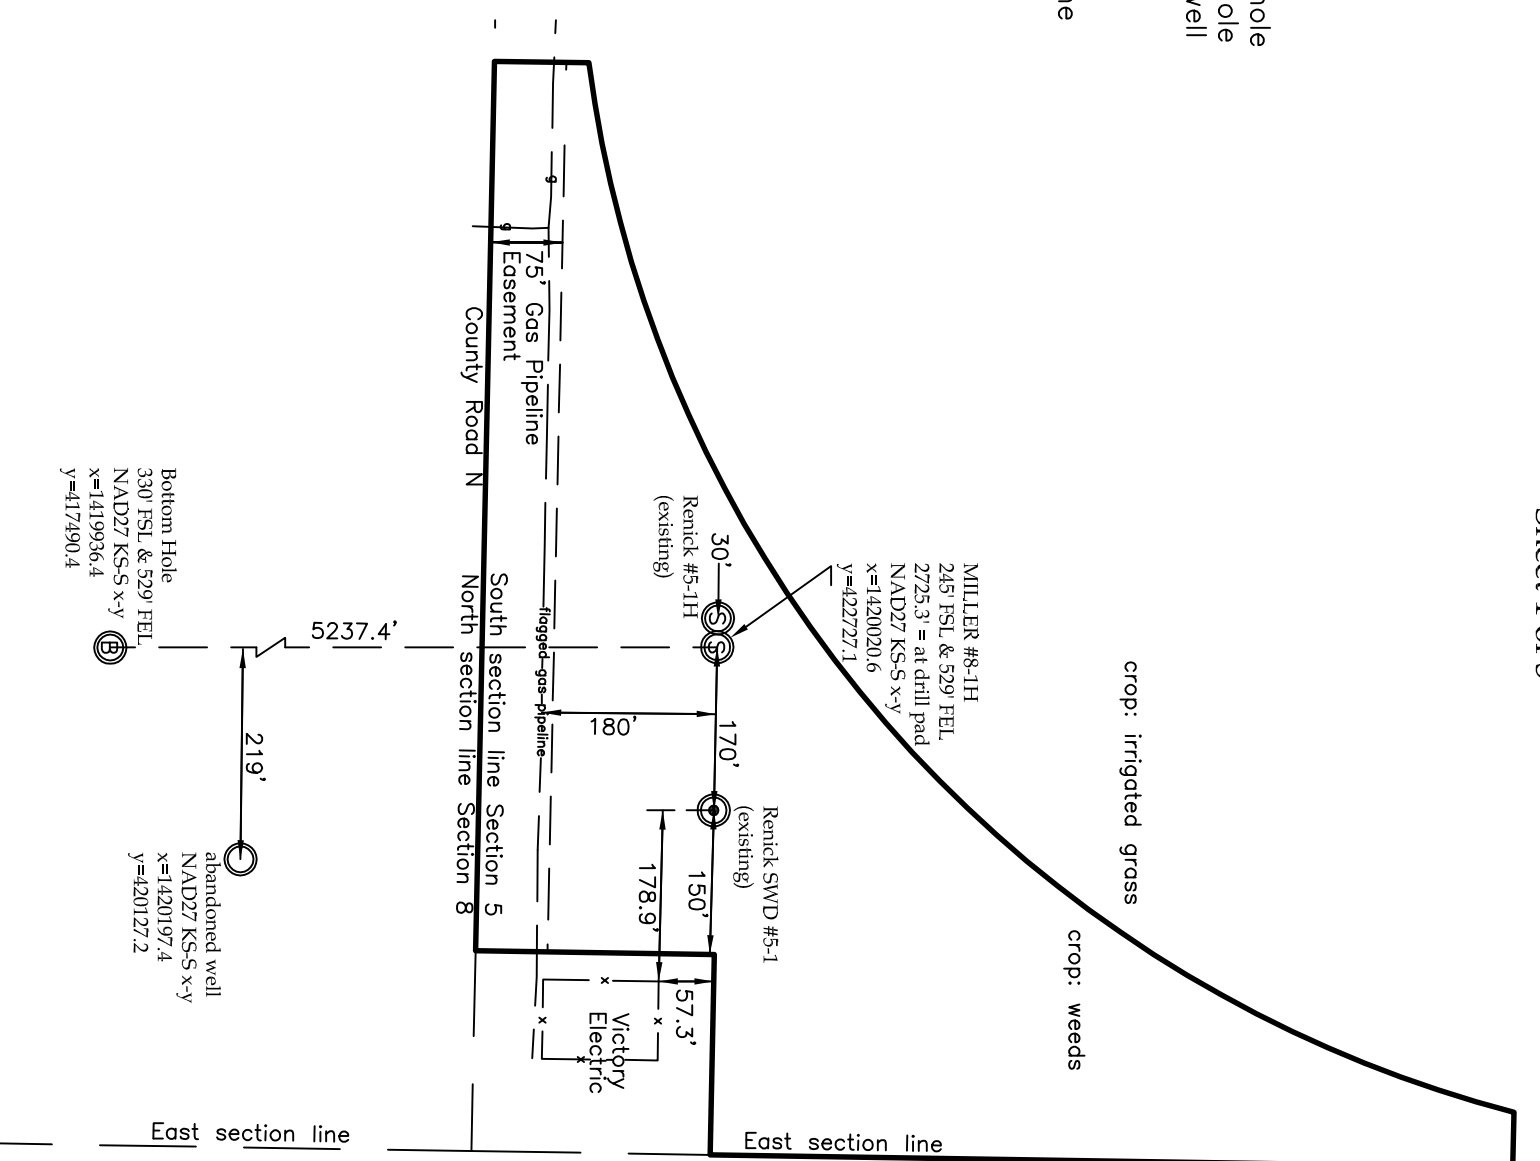 hole
ole
well
ne
crop: irrigated grass
crop: weeds
MILLER #8-1H
245' FSL & 529' FEL
2725.3' = at drill pad
NAD27 KS-S x-y
x=1420020.6
y=422727.1
Renick #5-1H
(existing)
30'
170'
180'
Renick SWD #5-1
(existing)
150'
178.9'
57.3'
Victory
Electric
x
x
x
x
g
g
75' Gas Pipeline
Easement
flagged gas pipeline
County Road N
South section line Section 5
North section line Section 8
5237.4'
219'
Bottom Hole
330' FSL & 529' FEL
NAD27 KS-S x-y
x=1419936.4
y=417490.4
S
S
B
abandoned well
NAD27 KS-S x-y
x=1420197.4
y=420127.2
East section line
East section line